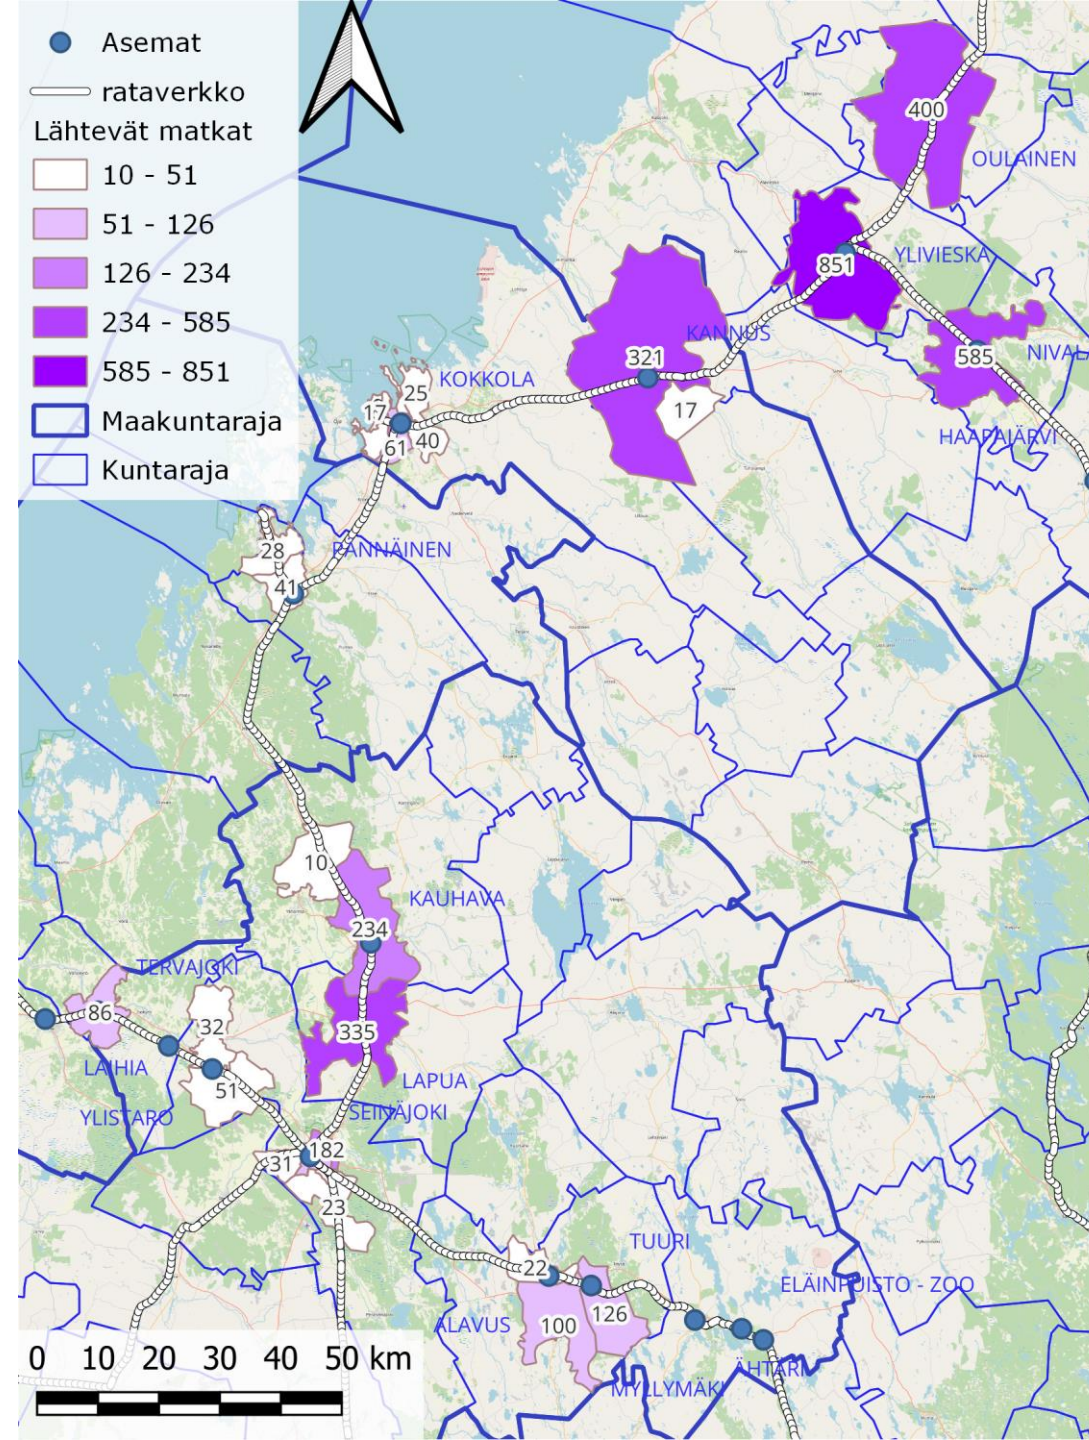 Asemat
rataverkko
Lähtevät matkat
10 - 51
51 - 126
126 - 234
234 - 585
585 - 851
Maakuntaraja
Kuntaraja
400
OULAINEN
YLIVIESKA
851
KANNUS
321
585
NIVALA
KOKKOLA
25
17
17
40
61
HAAPAJÄRVI
28
PÄNNÄINEN
41
10
KAUHAVA
234
TERVAJOKI
86
32
335
LAIHIA
51
LAPUA
YLISTARO
SEINÄJOKI
182
31
23
TUURI
22
ELÄINPUISTO - ZOO
126
ALAVUS
100
ÄHTÄRI
MYLLYMÄKI
0 10 20 30 40 50 km